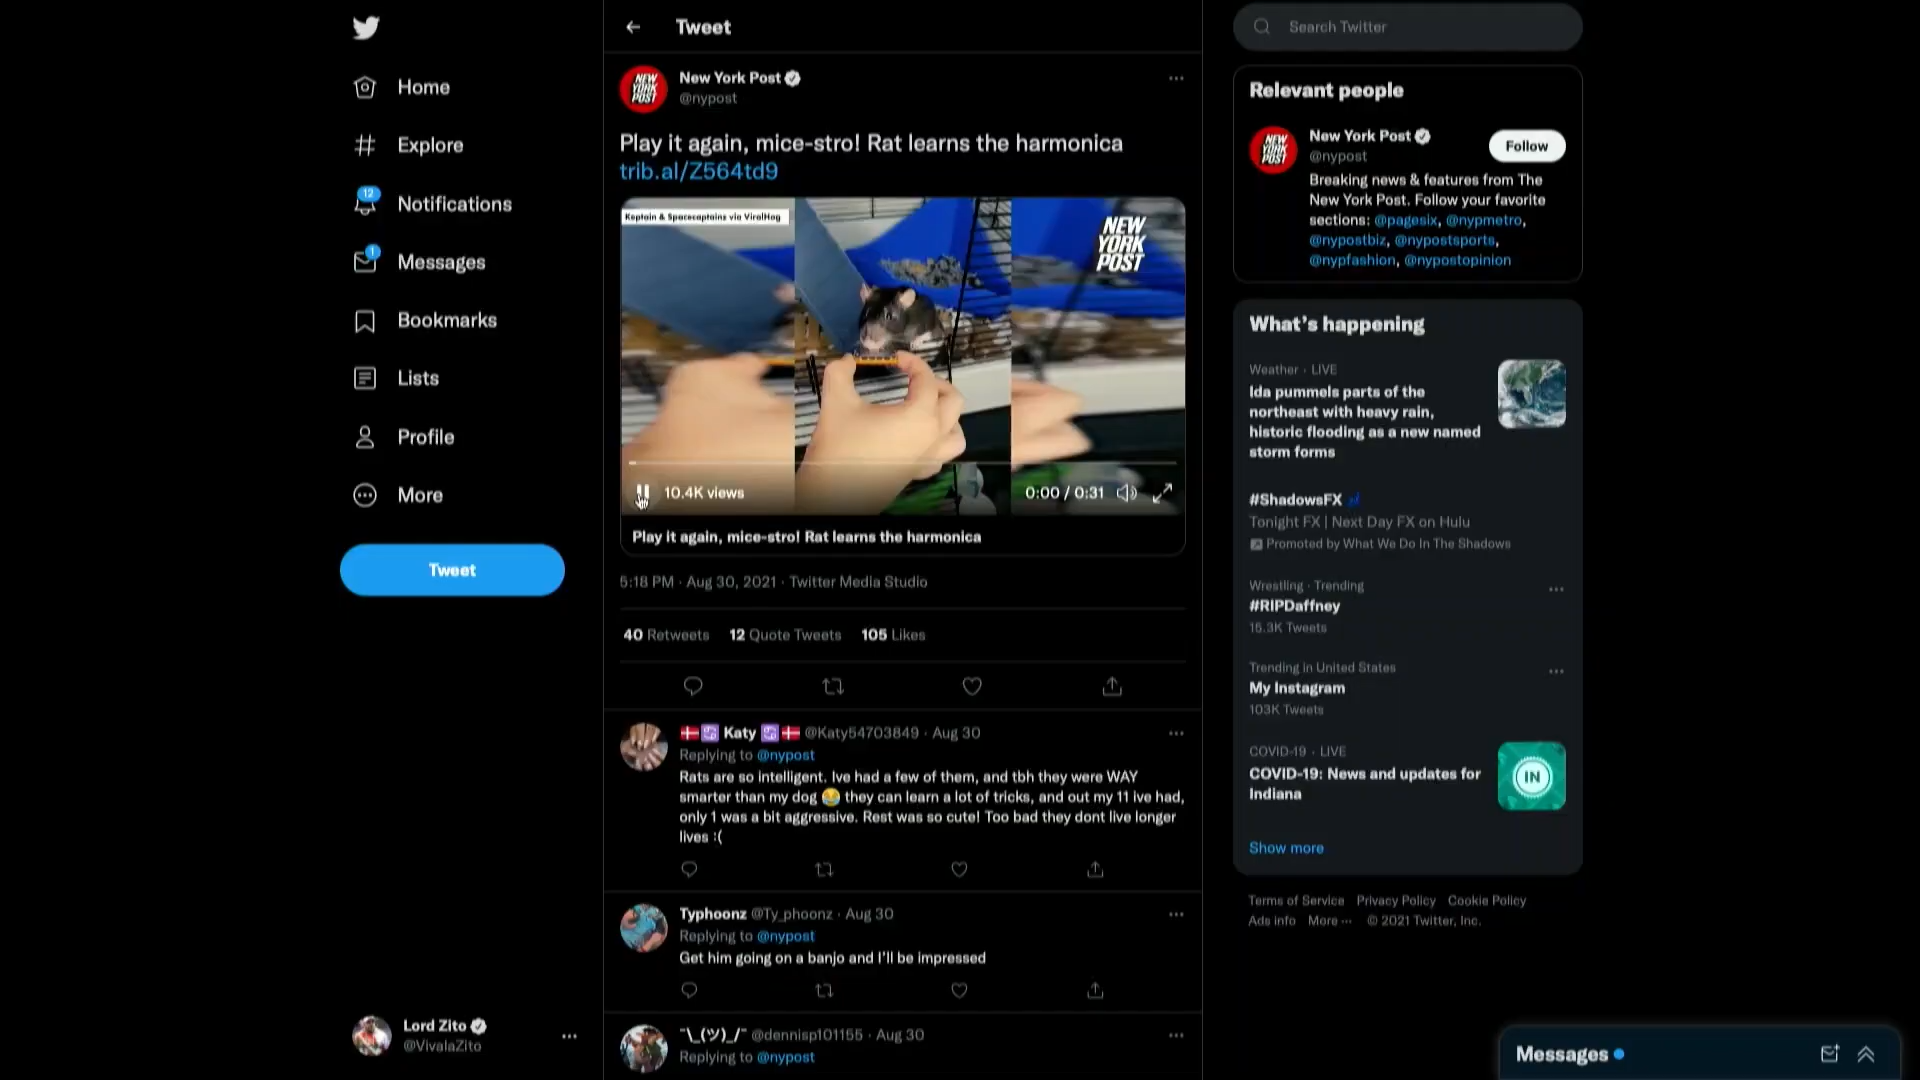 Home
Explore
12
Notifications
1
Messages
Bookmarks
Lists
Profile
More
Tweet
Lord Zito
@VivalaZito
Tweet
New York Post
@nypost
Play it again, mice-stro! Rat learns the harmonica
trib.al/Z564td9
Kaptain & Spacecaptains via ViralHog
NEW
YORK
POST
10.4K views
0:00 / 0:31
Play it again, mice-stro! Rat learns the harmonica
5:18 PM · Aug 30, 2021 · Twitter Media Studio
40 Retweets 12 Quote Tweets 105 Likes
Katy @Katy54703849 · Aug 30
Replying to @nypost
Rats are so intelligent. Ive had a few of them, and tbh they were WAY
smarter than my dog 😂 they can learn a lot of tricks, and out my 11 ive had,
only 1 was a bit aggressive. Rest was so cute! Too bad they dont live longer
lives :(
Typhoonz @Ty_phoonz · Aug 30
Replying to @nypost
Get him going on a banjo and I'll be impressed
¯\_(ツ)_/¯ @dennisp101155 · Aug 30
Replying to @nypost
Search Twitter
Relevant people
New York Post
@nypost
Follow
Breaking news & features from The
New York Post. Follow your favorite
sections: @pagesix, @nypmetro,
@nypostbiz, @nypostsports,
@nypfashion, @nypostopinion
What's happening
Weather · LIVE
Ida pummels parts of the
northeast with heavy rain,
historic flooding as a new named
storm forms
#ShadowsFX
Tonight FX | Next Day FX on Hulu
Promoted by What We Do In The Shadows
Wrestling · Trending
#RIPDaffney
15.3K Tweets
Trending in United States
My Instagram
103K Tweets
COVID-19 · LIVE
COVID-19: News and updates for
Indiana
IN
Show more
Terms of Service Privacy Policy Cookie Policy
Ads info More ··· © 2021 Twitter, Inc.
Messages